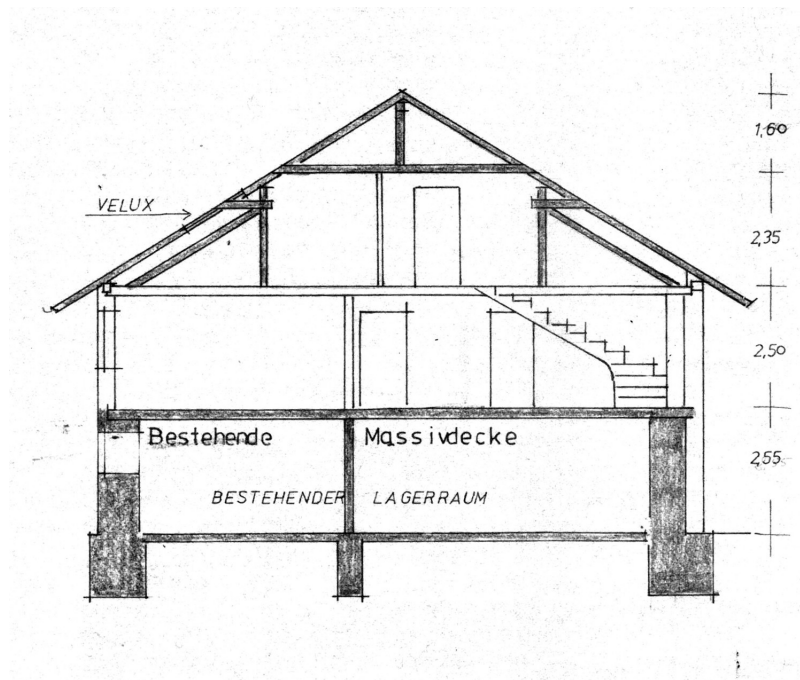 1,60
VELUX
2,35
2,50
Bestehende Massivdecke
2,55
BESTEHENDER LAGERRAUM